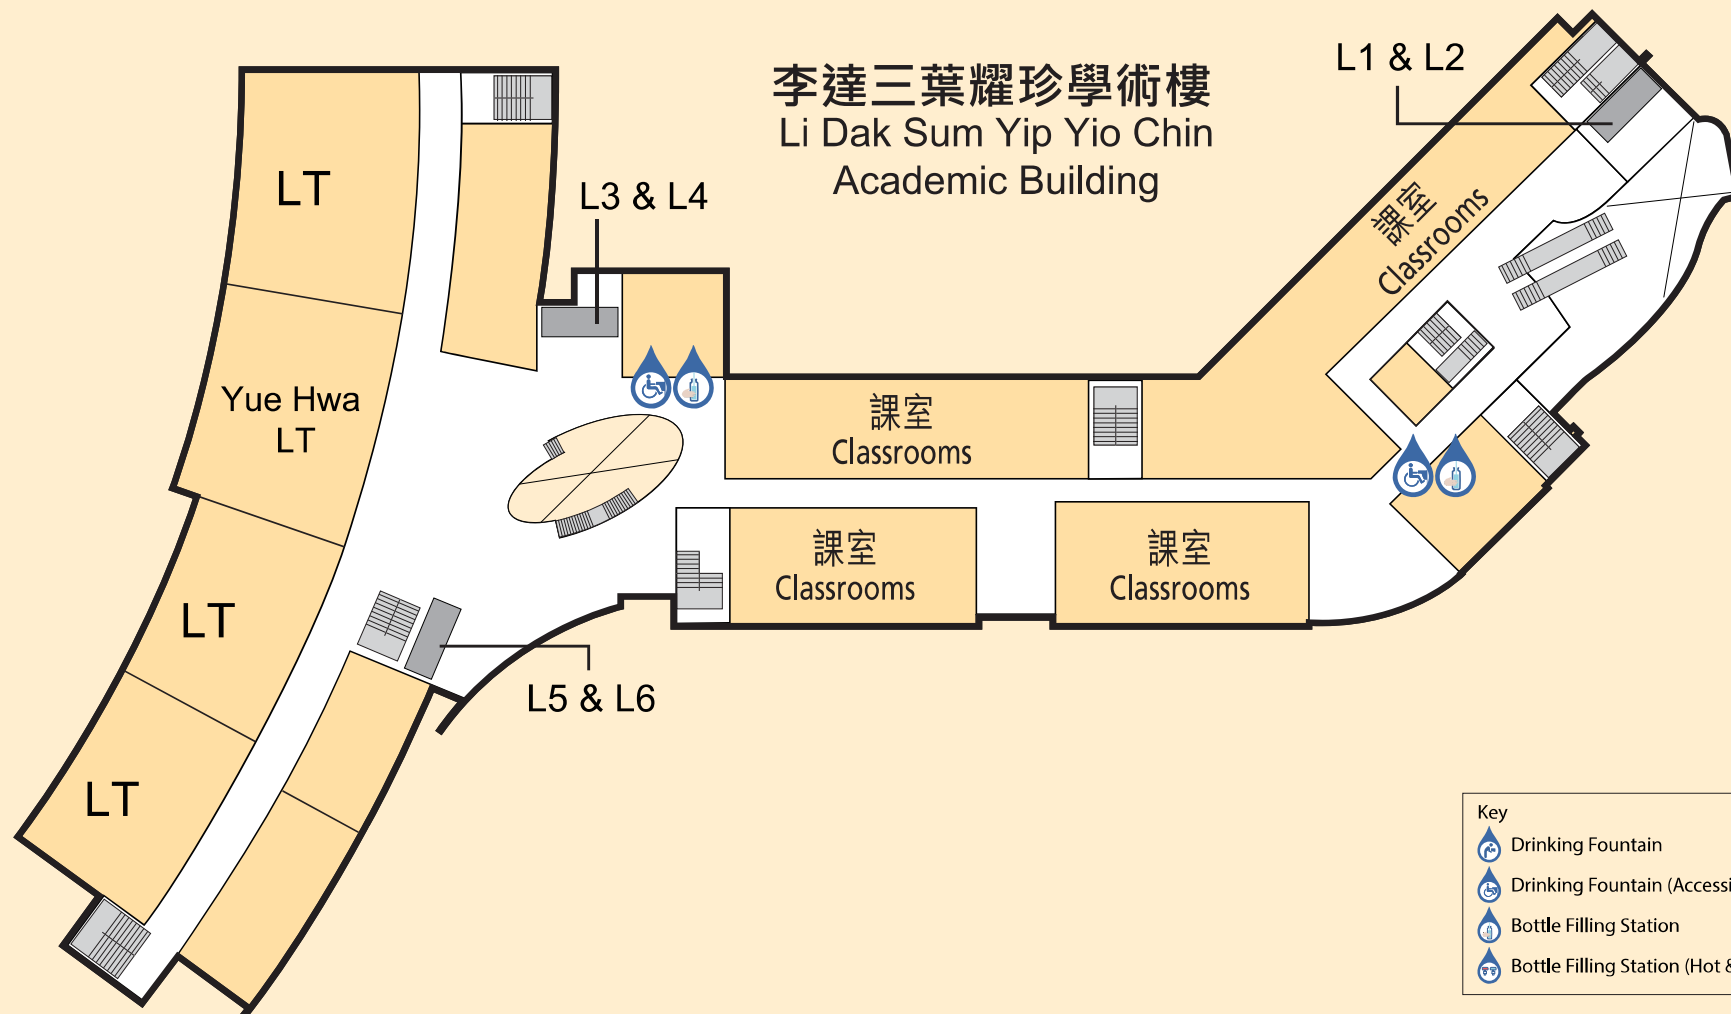 李達三葉耀珍學術樓
Li Dak Sum Yip Yio Chin
Academic Building
L1 & L2
LT
L3 & L4
課室
Classrooms
Yue Hwa
LT
課室
Classrooms
課室
Classrooms
課室
Classrooms
LT
L5 & L6
LT
Key
Drinking Fountain
Drinking Fountain (Accessi
Bottle Filling Station
Bottle Filling Station (Hot &